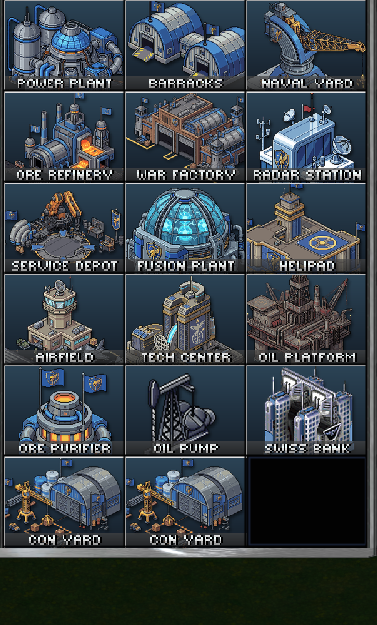 POWER PLANT
BARRACKS
NAVAL YARD
ORE REFINERY
WAR FACTORY
RADAR STATION
SERVICE DEPOT
FUSION PLANT
HELIPAD
AIRFIELD
TECH CENTER
OIL PLATFORM
ORE PURIFIER
OIL PUMP
SWISS BANK
CON YARD
CON YARD